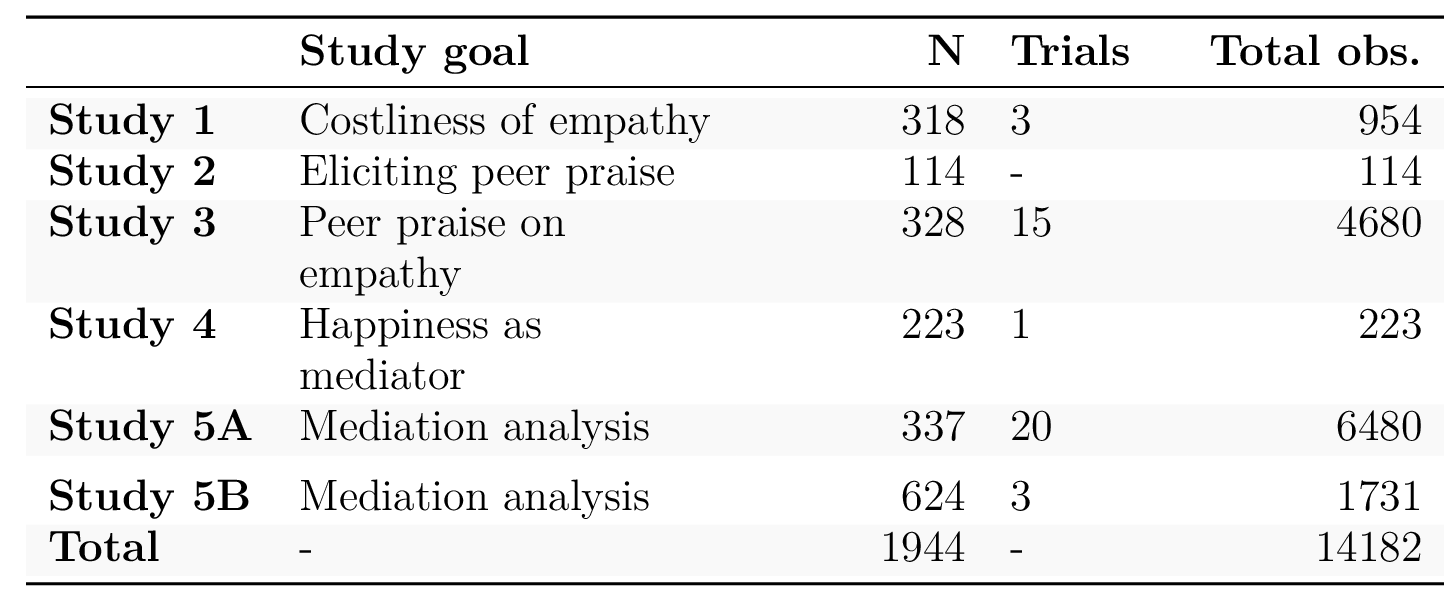 Study goal N Trials Total obs.
Study 1 Costliness of empathy 318 3 954
Study 2 Eliciting peer praise 114 - 114
Study 3 Peer praise on 328 15 4680
empathy
Study 4 Happiness as 223 1 223
mediator
Study 5A Mediation analysis 337 20 6480
Study 5B Mediation analysis 624 3 1731
Total - 1944 - 14182